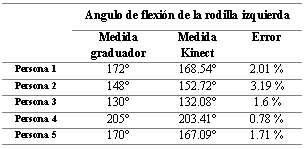 Angulo de flexión de la rodilla izquierda
Medida graduador Medida Kinect Error
Persona 1 172° 168.54° 2.01 %
Persona 2 148° 152.72° 3.19 %
Persona 3 130° 132.08° 1.6 %
Persona 4 205° 203.41° 0.78 %
Persona 5 170° 167.09° 1.71 %